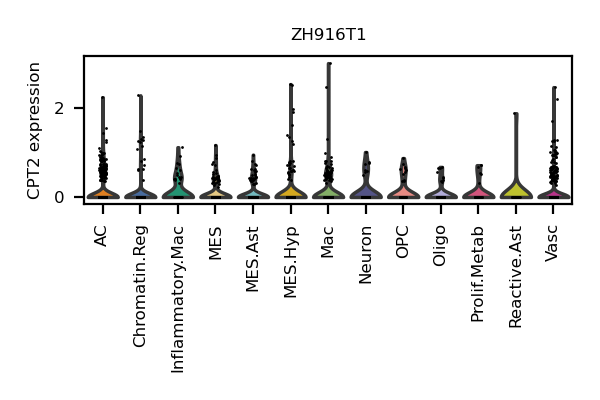 ZH916T1
CPT2 expression
2
0
AC
Chromatin.Reg
Inflammatory.Mac
MES
MES.Ast
MES.Hyp
Mac
Neuron
OPC
Oligo
Prolif.Metab
Reactive.Ast
Vasc